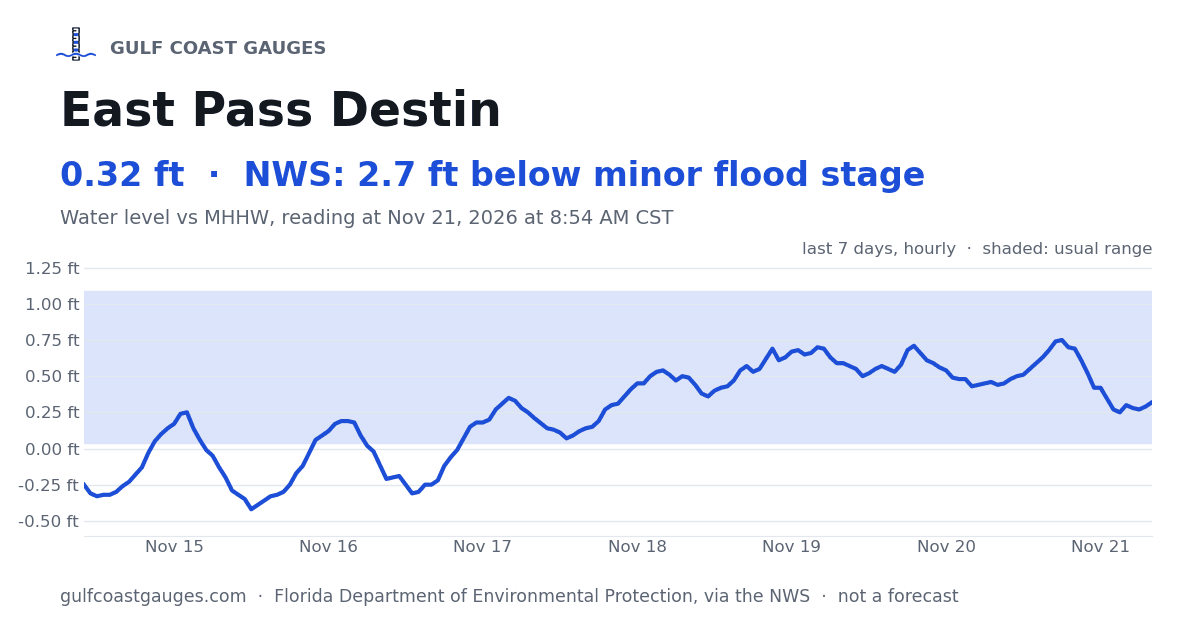 GULF COAST GAUGES
East Pass Destin
0.32 ft · NWS: 2.7 ft below minor flood stage
Water level vs MHHW, reading at Nov 21, 2026 at 8:54 AM CST
last 7 days, hourly · shaded: usual range
1.25 ft
1.00 ft
0.75 ft
0.50 ft
0.25 ft
0.00 ft
-0.25 ft
-0.50 ft
Nov 15 Nov 16 Nov 17 Nov 18 Nov 19 Nov 20 Nov 21
gulfcoastgauges.com · Florida Department of Environmental Protection, via the NWS · not a forecast